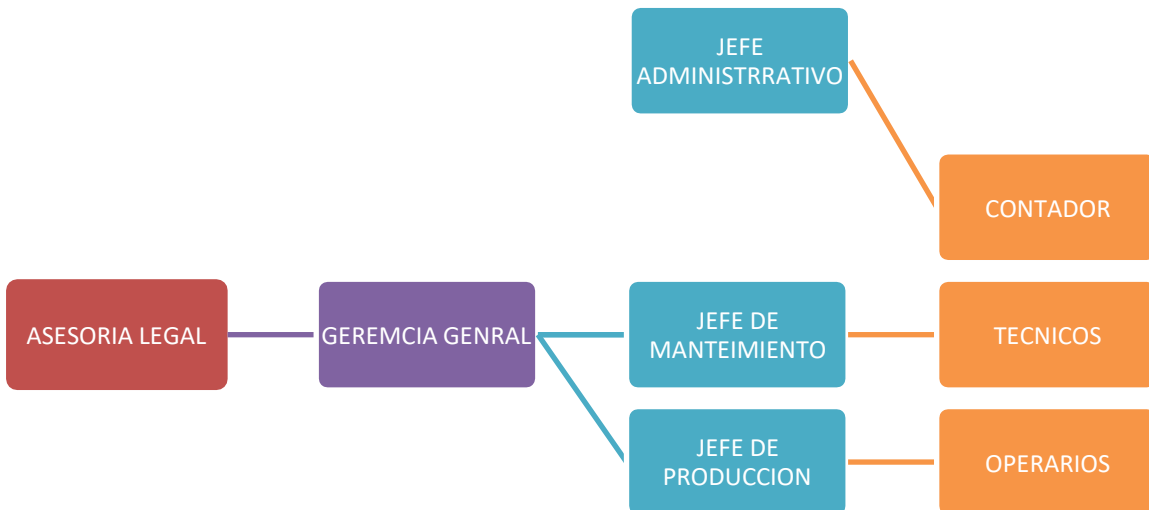 JEFE
ADMINISTRRATIVO
CONTADOR
ASESORIA LEGAL
GEREMCIA GENRAL
JEFE DE
MANTEIMIENTO
TECNICOS
JEFE DE
PRODUCCION
OPERARIOS